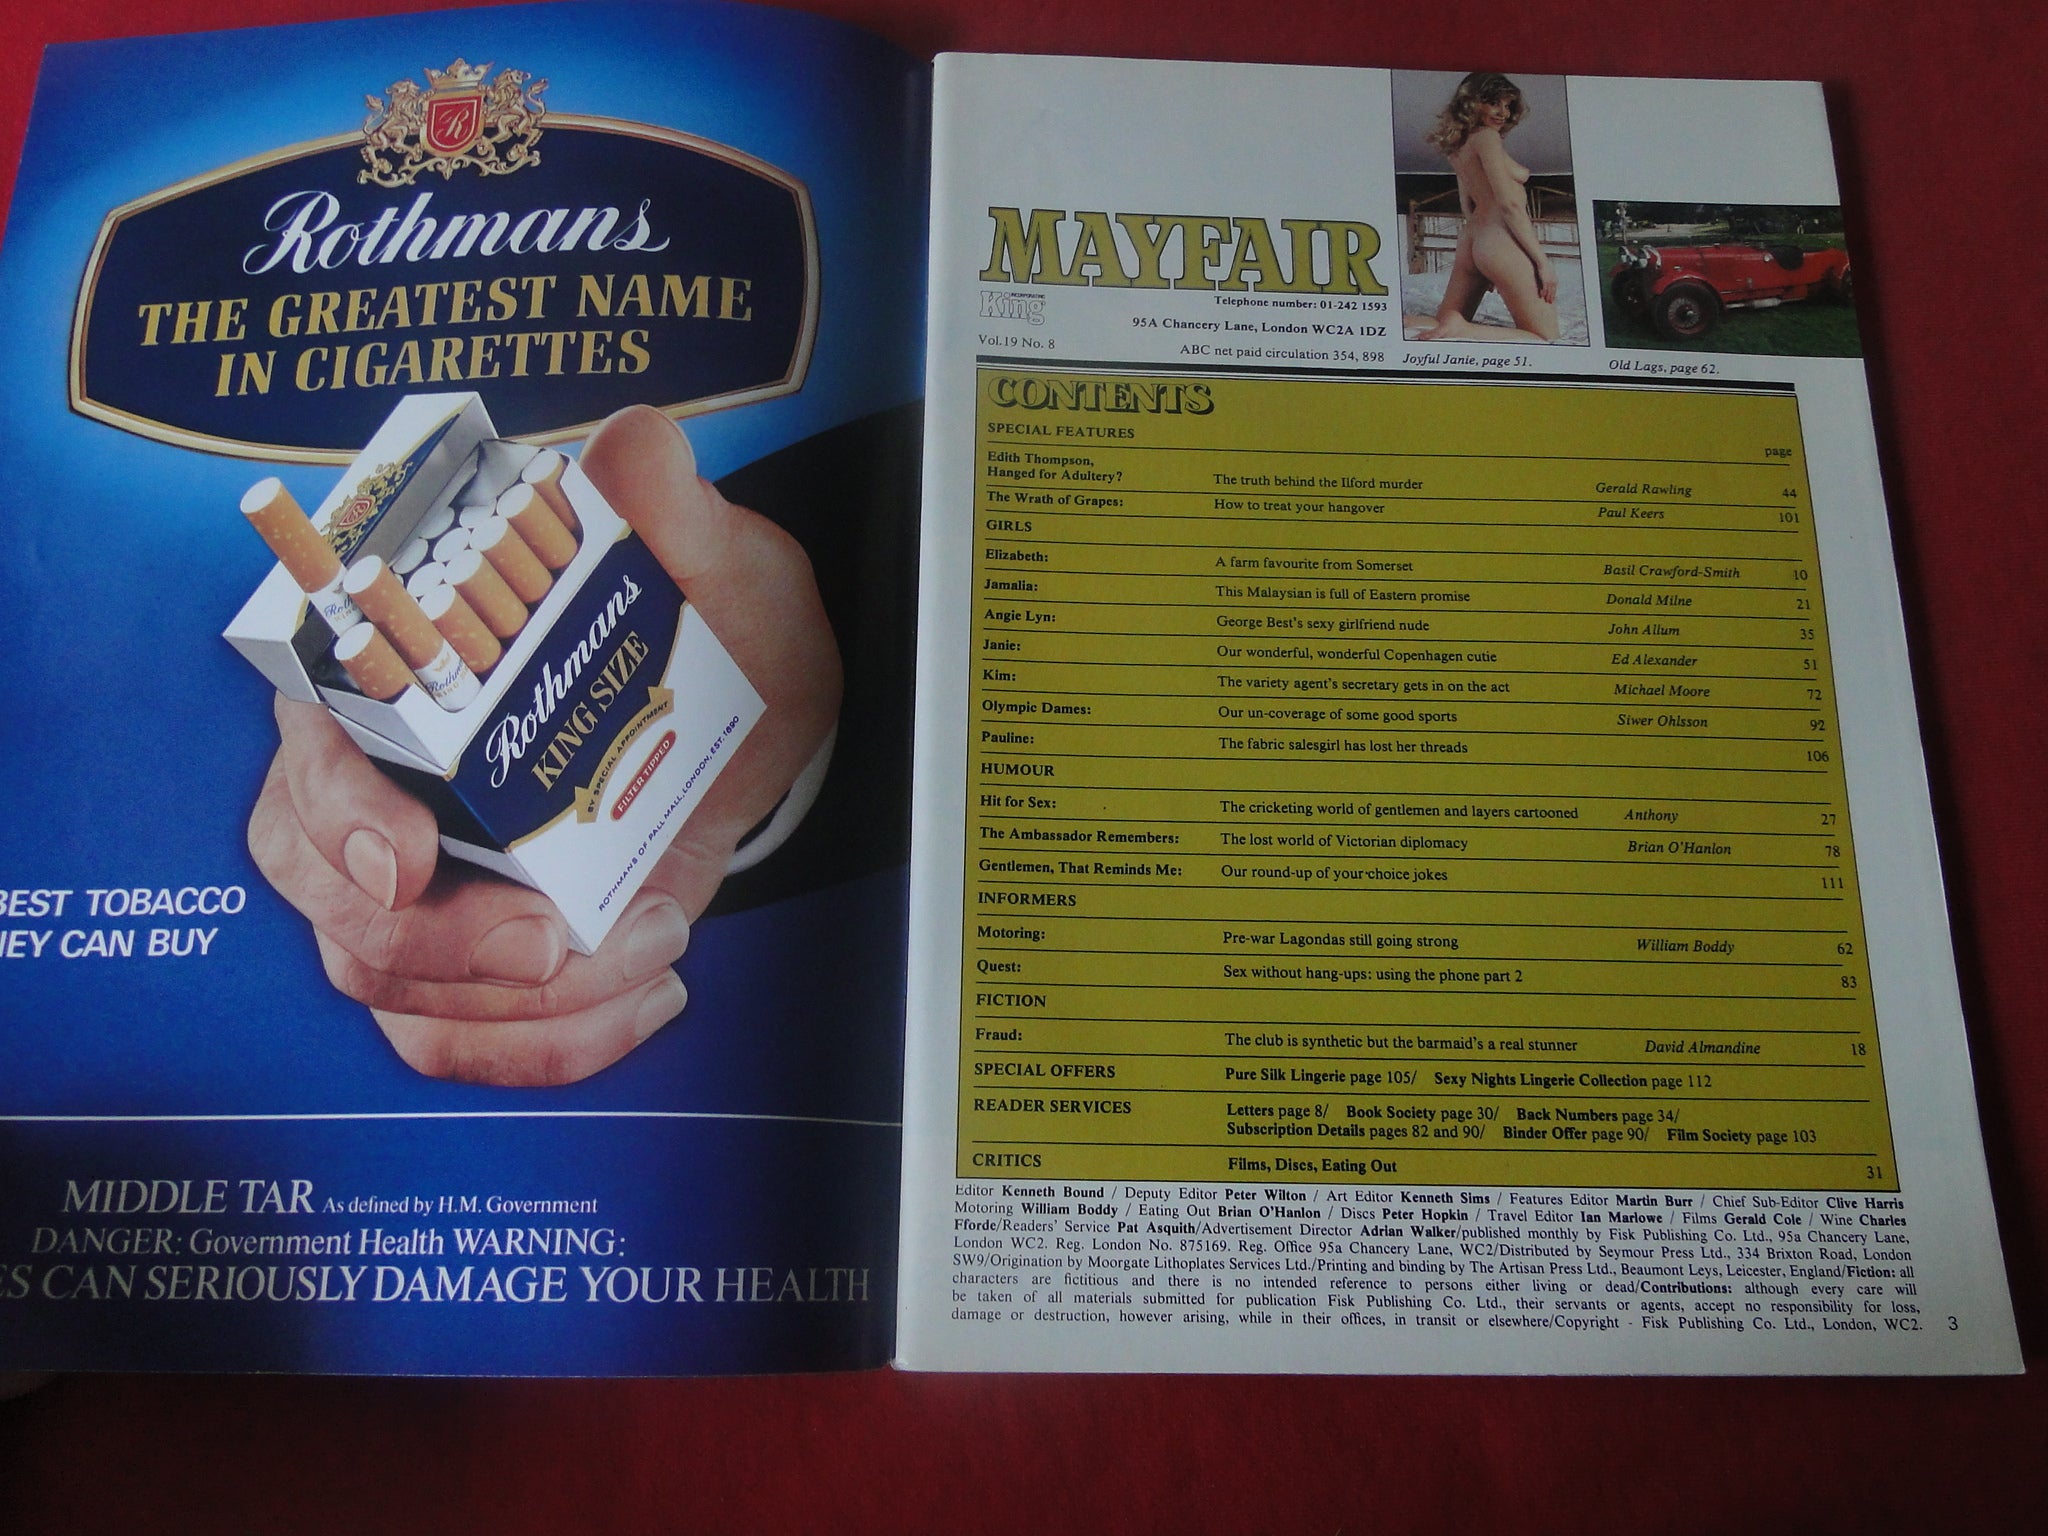 R
Rothmans
THE GREATEST NAME
IN CIGARETTES
Rothmans
KING SIZE
BY SPECIAL APPOINTMENT
FILTER TIPPED
ROTHMANS OF PALL MALL, LONDON, EST. 1890
BEST TOBACCO
HEY CAN BUY
MIDDLE TAR As defined by H.M. Government
DANGER: Government Health WARNING:
ES CAN SERIOUSLY DAMAGE YOUR HEALTH
MAYFAIR
INCORPORATING
King
Telephone number: 01-242 1593
95A Chancery Lane, London WC2A 1DZ
Vol.19 No. 8
ABC net paid circulation 354, 898
Joyful Janie, page 51.
Old Lags, page 62.
CONTENTS
SPECIAL FEATURES page
Edith Thompson,
Hanged for Adultery? The truth behind the Ilford murder Gerald Rawling 44
The Wrath of Grapes: How to treat your hangover Paul Keers 101
GIRLS
Elizabeth: A farm favourite from Somerset Basil Crawford-Smith 10
Jamalia: This Malaysian is full of Eastern promise Donald Milne 21
Angie Lyn: George Best's sexy girlfriend nude John Allum 35
Janie: Our wonderful, wonderful Copenhagen cutie Ed Alexander 51
Kim: The variety agent's secretary gets in on the act Michael Moore 72
Olympic Dames: Our un-coverage of some good sports Siwer Ohlsson 92
Pauline: The fabric salesgirl has lost her threads 106
HUMOUR
Hit for Sex: The cricketing world of gentlemen and layers cartooned Anthony 27
The Ambassador Remembers: The lost world of Victorian diplomacy Brian O'Hanlon 78
Gentlemen, That Reminds Me: Our round-up of your choice jokes 111
INFORMERS
Motoring: Pre-war Lagondas still going strong William Boddy 62
Quest: Sex without hang-ups: using the phone part 2 83
FICTION
Fraud: The club is synthetic but the barmaid's a real stunner David Almandine 18
SPECIAL OFFERS Pure Silk Lingerie page 105/ Sexy Nights Lingerie Collection page 112
READER SERVICES Letters page 8/ Book Society page 30/ Back Numbers page 34/
Subscription Details pages 82 and 90/ Binder Offer page 90/ Film Society page 103
CRITICS Films, Discs, Eating Out 31
Editor Kenneth Bound / Deputy Editor Peter Wilton / Art Editor Kenneth Sims / Features Editor Martin Burr / Chief Sub-Editor Clive Harris
Motoring William Boddy / Eating Out Brian O'Hanlon / Discs Peter Hopkin / Travel Editor Ian Marlowe / Films Gerald Cole / Wine Charles
Fforde/Readers' Service Pat Asquith/Advertisement Director Adrian Walker/published monthly by Fisk Publishing Co. Ltd., 95a Chancery Lane,
London WC2. Reg. London No. 875169. Reg. Office 95a Chancery Lane, WC2/Distributed by Seymour Press Ltd., 334 Brixton Road, London
SW9/Origination by Moorgate Lithoplates Services Ltd./Printing and binding by The Artisan Press Ltd., Beaumont Leys, Leicester, England/Fiction: all
characters are fictitious and there is no intended reference to persons either living or dead/Contributions: although every care will
be taken of all materials submitted for publication Fisk Publishing Co. Ltd., their servants or agents, accept no responsibility for loss,
damage or destruction, however arising, while in their offices, in transit or elsewhere/Copyright - Fisk Publishing Co. Ltd., London, WC2. 3